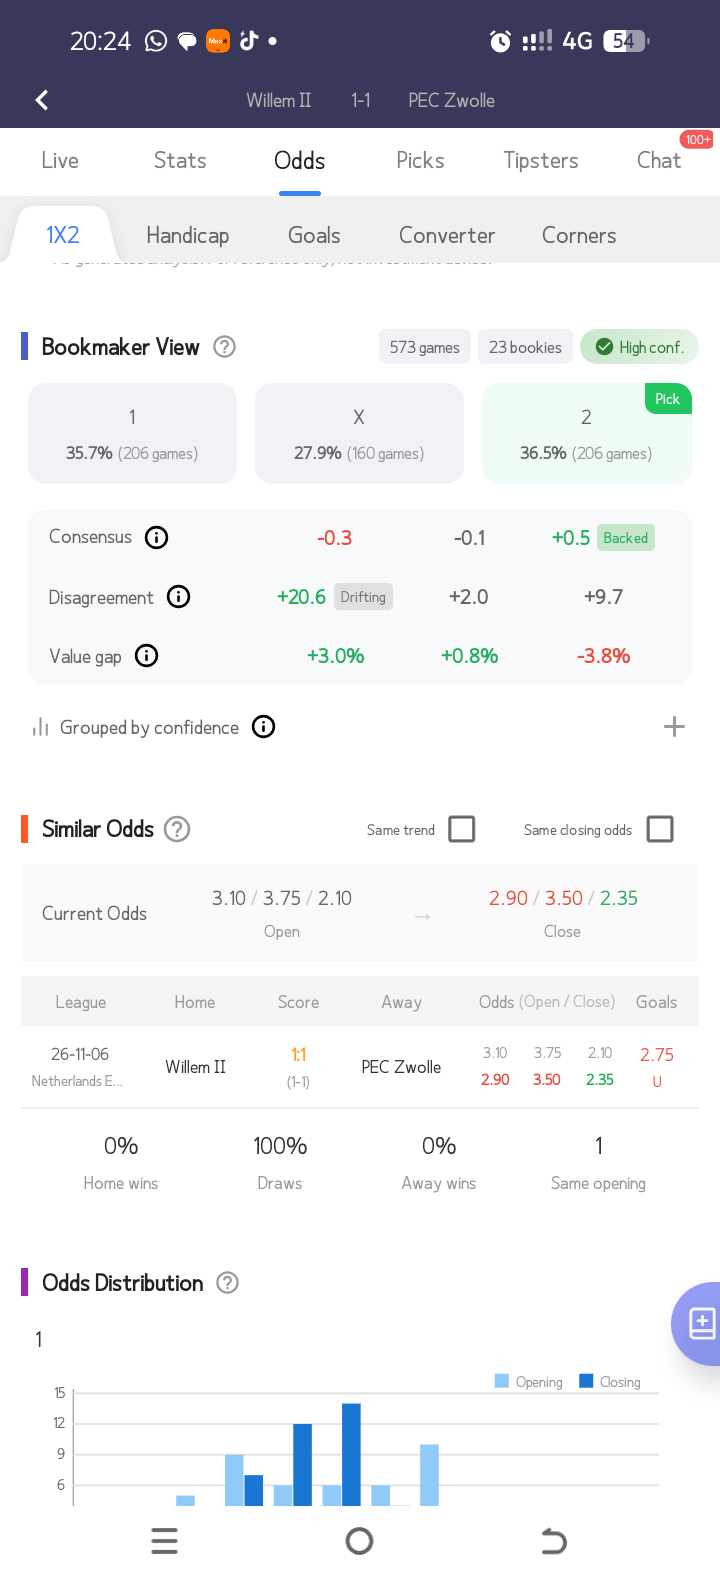 20:24 4G 54
Willem II 1-1 PEC Zwolle
100+
Live Stats Odds Picks Tipsters Chat
1X2 Handicap Goals Converter Corners
Bookmaker View 573 games 23 bookies High conf.
Pick
1 X 2
35.7% (206 games) 27.9% (160 games) 36.5% (206 games)
Consensus -0.3 -0.1 +0.5 Backed
Disagreement +20.6 Drifting +2.0 +9.7
Value gap +3.0% +0.8% -3.8%
Grouped by confidence
Similar Odds Same trend Same closing odds
Current Odds 3.10 / 3.75 / 2.10 → 2.90 / 3.50 / 2.35
Open Close
League Home Score Away Odds (Open / Close) Goals
26-11-06 Willem II 1:1 PEC Zwolle 3.10 3.75 2.10 2.75
Netherlands E... (1-1) 2.90 3.50 2.35 U
0% 100% 0% 1
Home wins Draws Away wins Same opening
Odds Distribution
1
Opening Closing
15
12
9
6